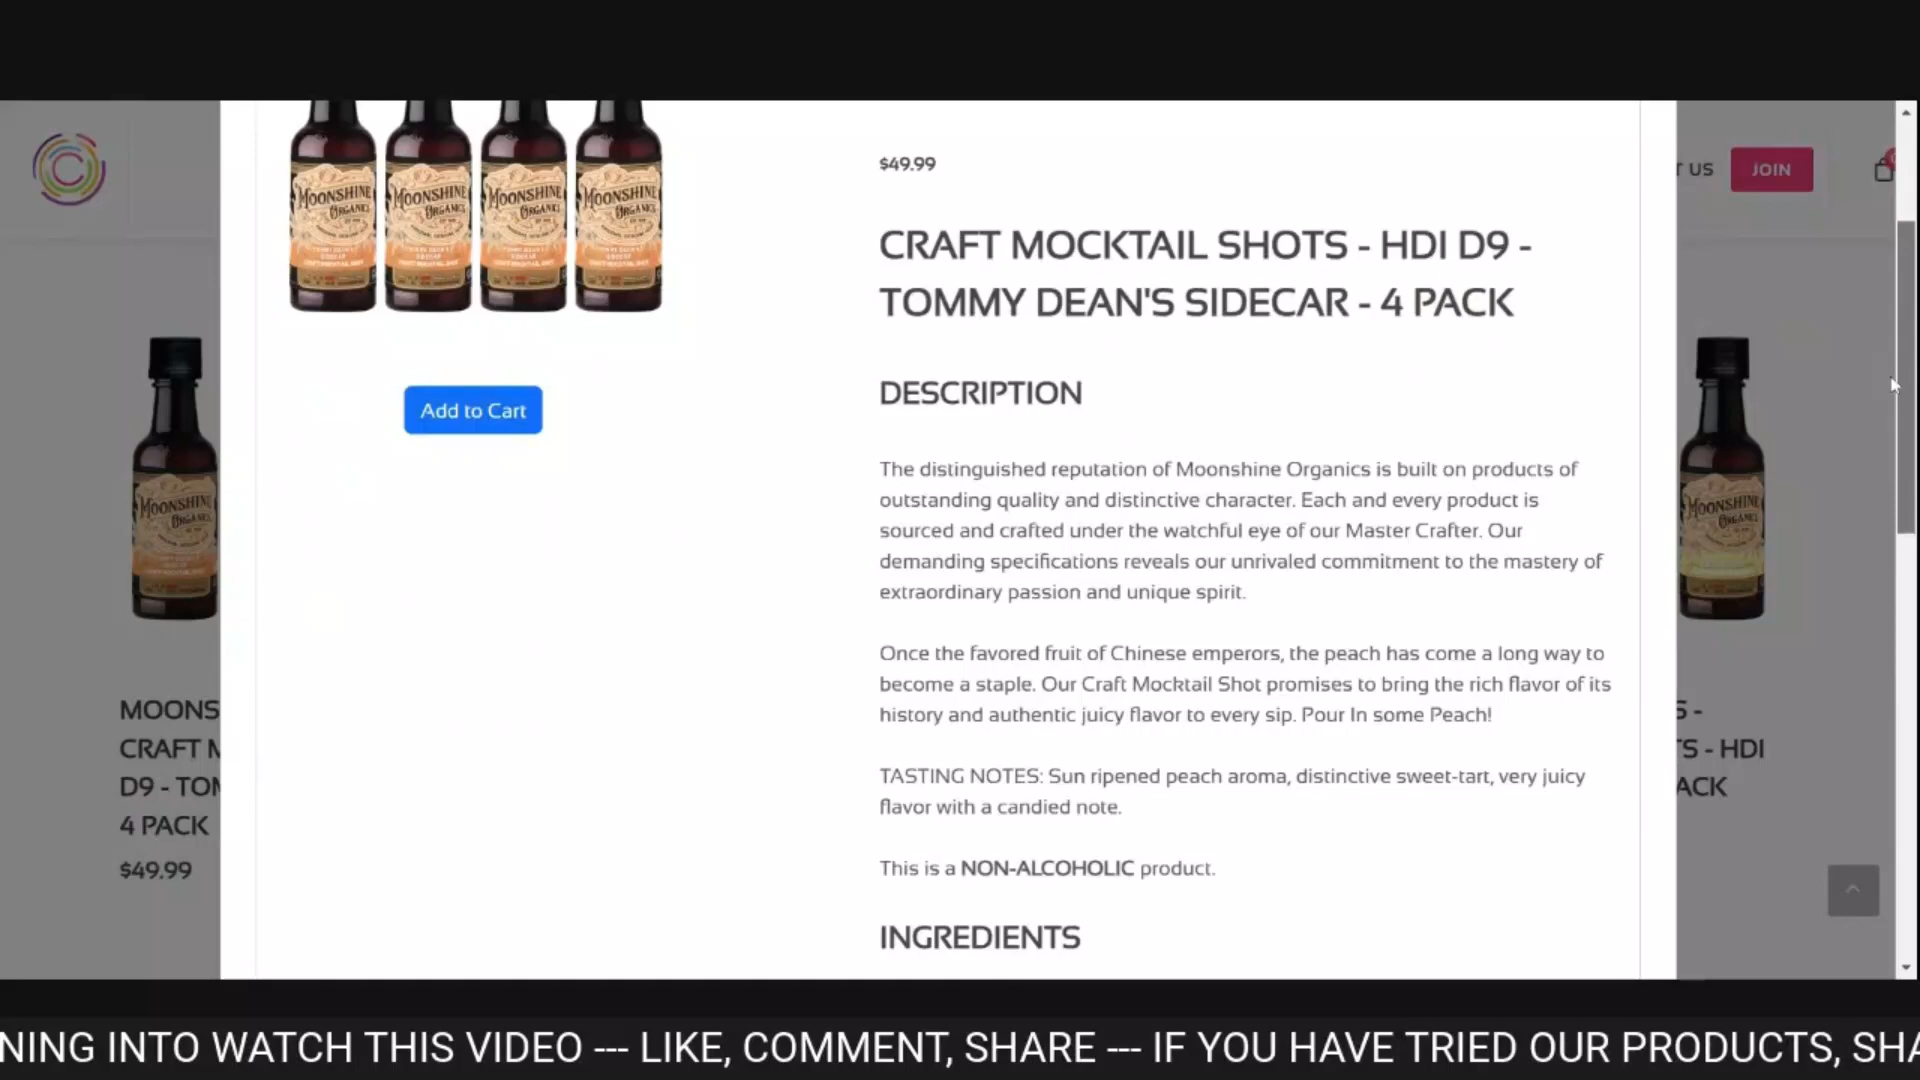 MOONSHINE
ORGANICS
MOONSHINE
ORGANICS
MOONSHINE
ORGANICS
MOONSHINE
ORGANICS
Add to Cart
$49.99
CRAFT MOCKTAIL SHOTS - HDI D9 -
TOMMY DEAN'S SIDECAR - 4 PACK
DESCRIPTION
The distinguished reputation of Moonshine Organics is built on products of
outstanding quality and distinctive character. Each and every product is
sourced and crafted under the watchful eye of our Master Crafter. Our
demanding specifications reveals our unrivaled commitment to the mastery of
extraordinary passion and unique spirit.
Once the favored fruit of Chinese emperors, the peach has come a long way to
become a staple. Our Craft Mocktail Shot promises to bring the rich flavor of its
history and authentic juicy flavor to every sip. Pour In some Peach!
TASTING NOTES: Sun ripened peach aroma, distinctive sweet-tart, very juicy
flavor with a candied note.
This is a NON-ALCOHOLIC product.
INGREDIENTS
T US
JOIN
MOONSHINE
ORGANICS
MOONS
CRAFT M
D9 - TOM
4 PACK
$49.99
MOONSHINE
ORGANICS
S -
TS - HDI
ACK
NING INTO WATCH THIS VIDEO --- LIKE, COMMENT, SHARE --- IF YOU HAVE TRIED OUR PRODUCTS, SHA